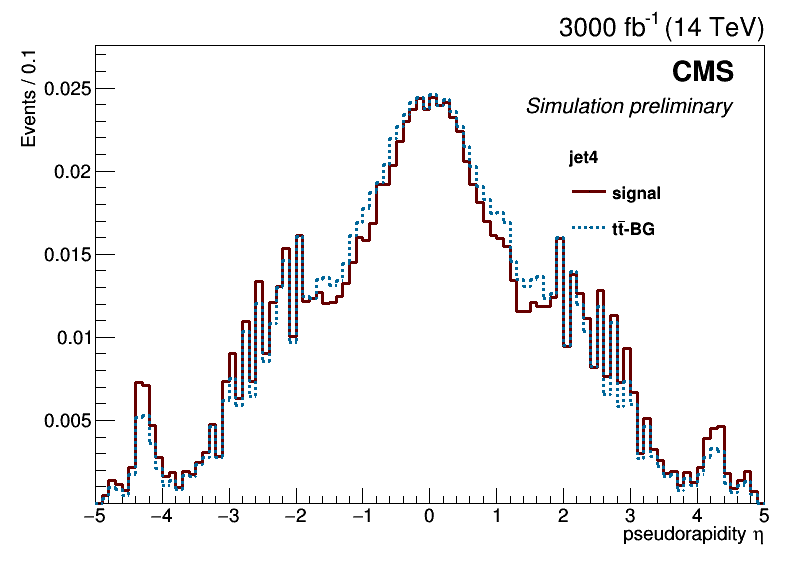 3000 fb-1 (14 TeV)
CMS
Simulation preliminary
Events / 0.1
jet4
signal
tt̄-BG
0.025
0.02
0.015
0.01
0.005
−5 −4 −3 −2 −1 0 1 2 3 4 5
pseudorapidity η